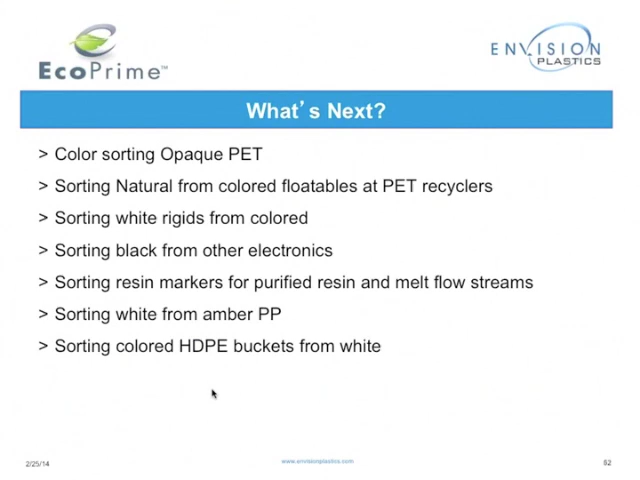 EcoPrime™
ENVISION
PLASTICS
What's Next?
> Color sorting Opaque PET
> Sorting Natural from colored floatables at PET recyclers
> Sorting white rigids from colored
> Sorting black from other electronics
> Sorting resin markers for purified resin and melt flow streams
> Sorting white from amber PP
> Sorting colored HDPE buckets from white
2/25/14
www.envisionplastics.com
82